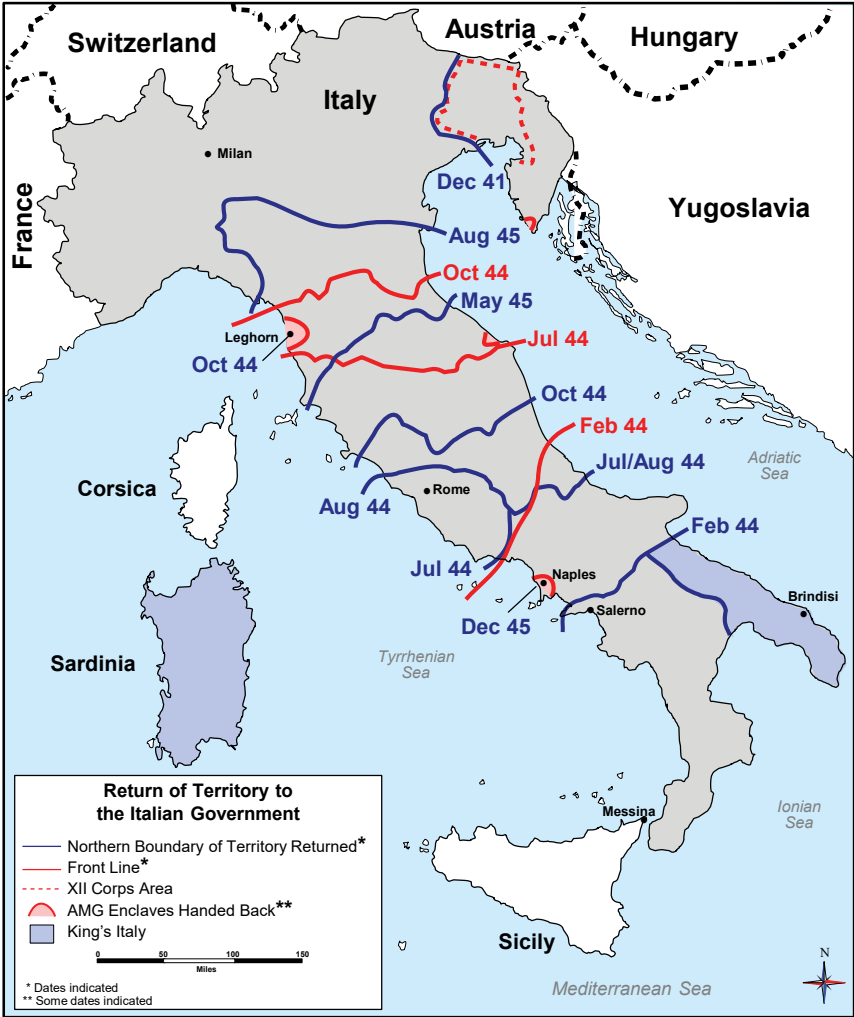 Switzerland
Austria
Hungary
Italy
Milan
France
Dec 41
Yugoslavia
Aug 45
Oct 44
May 45
Leghorn
Jul 44
Oct 44
Oct 44
Feb 44
Adriatic
Sea
Jul/Aug 44
Corsica
Rome
Aug 44
Feb 44
Jul 44
Naples
Brindisi
Salerno
Dec 45
Sardinia
Tyrrhenian
Sea
Return of Territory to
the Italian Government
Northern Boundary of Territory Returned*
Front Line*
XII Corps Area
AMG Enclaves Handed Back**
King's Italy
0 50 100 150
Miles
* Dates indicated
** Some dates indicated
Messina
Ionian
Sea
Sicily
N
Mediterranean Sea